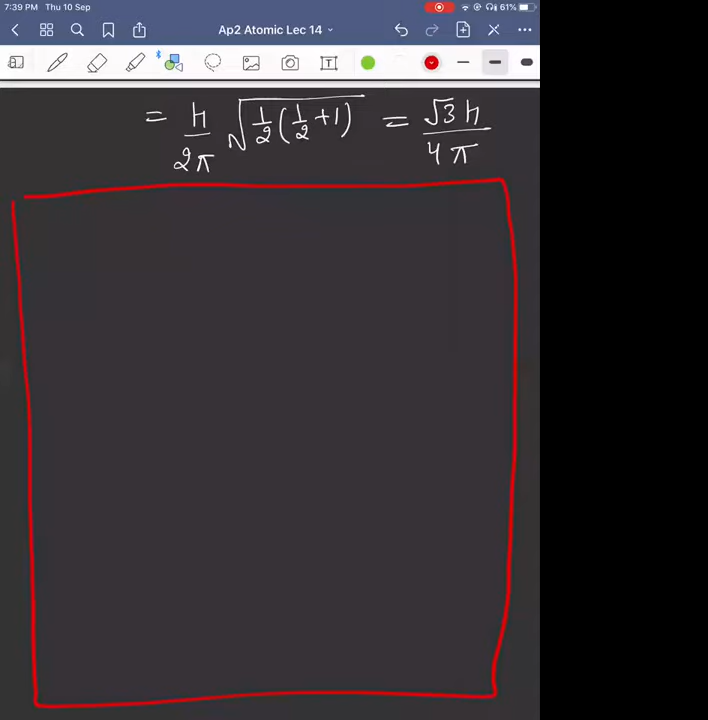 7:39 PM Thu 10 Sep 61%
Ap2 Atomic Lec 14
= h/2π √(1/2(1/2+1)) = √3 h/4π